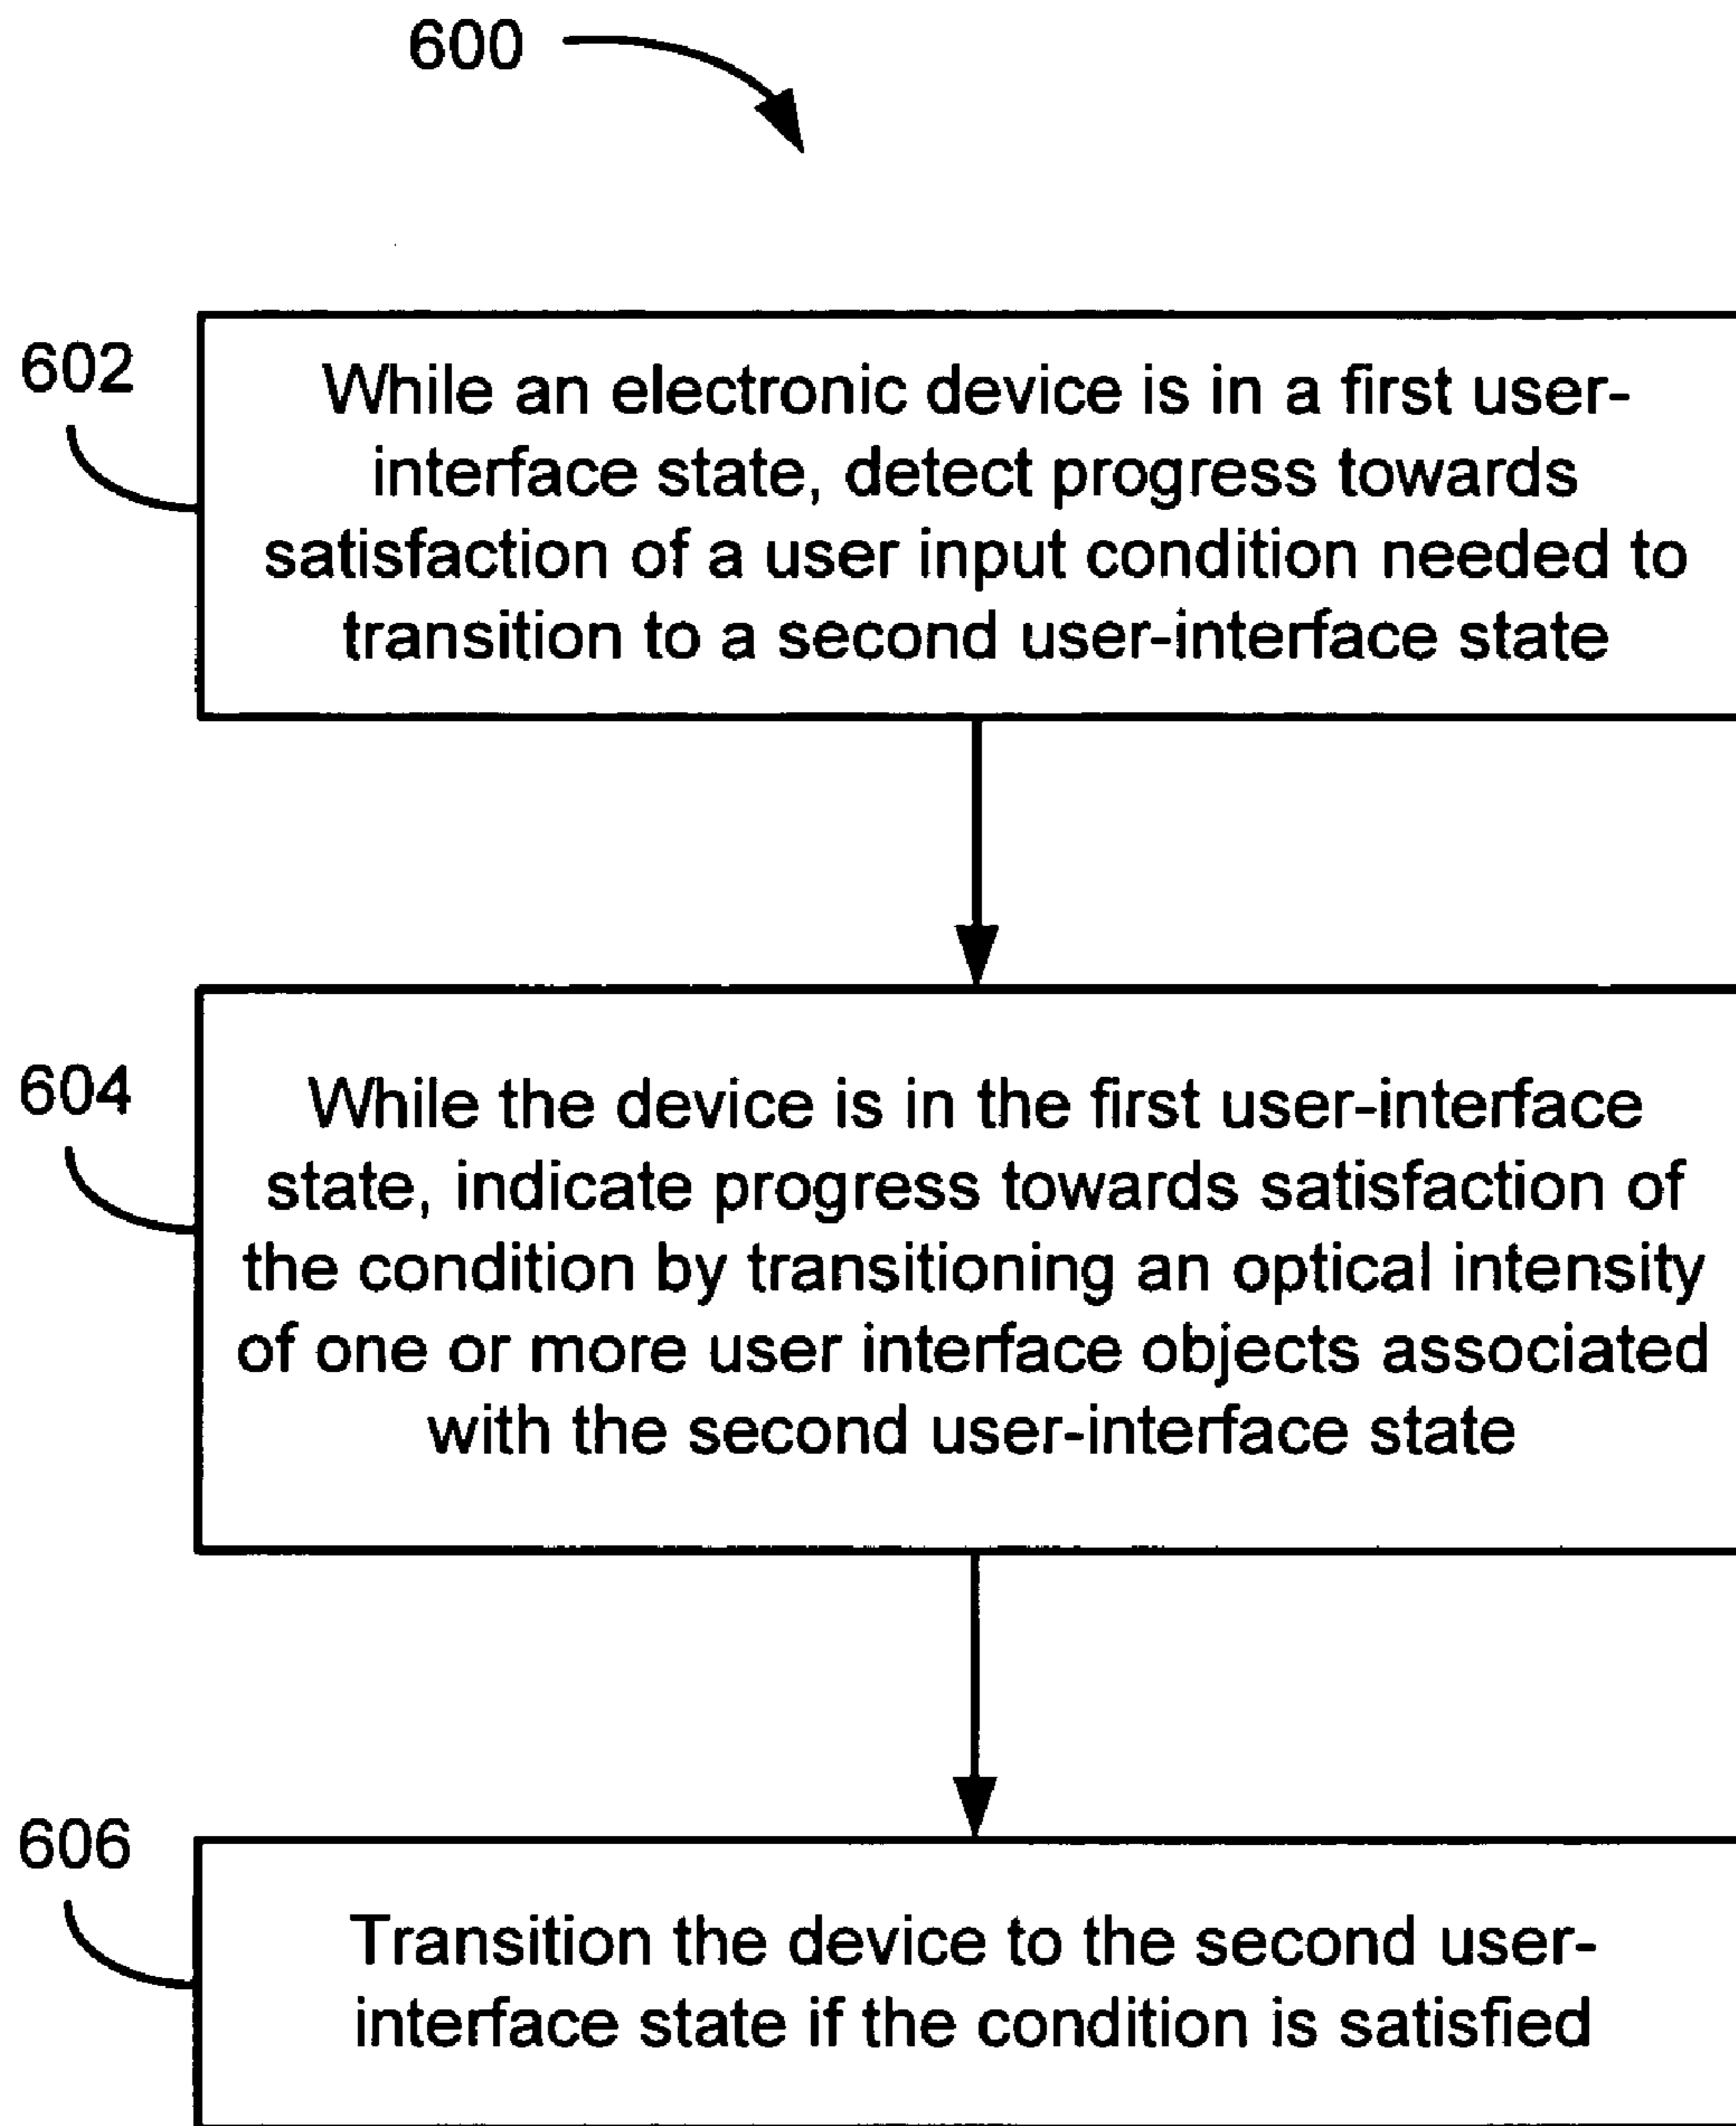 600
602
While an electronic device is in a first user-
interface state, detect progress towards
satisfaction of a user input condition needed to
transition to a second user-interface state
604
While the device is in the first user-interface
state, indicate progress towards satisfaction of
the condition by transitioning an optical intensity
of one or more user interface objects associated
with the second user-interface state
606
Transition the device to the second user-
interface state if the condition is satisfied